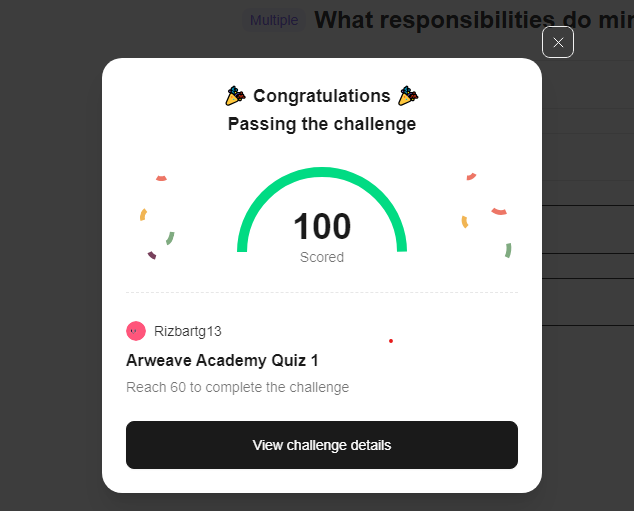 Multiple What responsibilities do mi
Congratulations
Passing the challenge
100
Scored
Rizbartg13
Arweave Academy Quiz 1
Reach 60 to complete the challenge
View challenge details